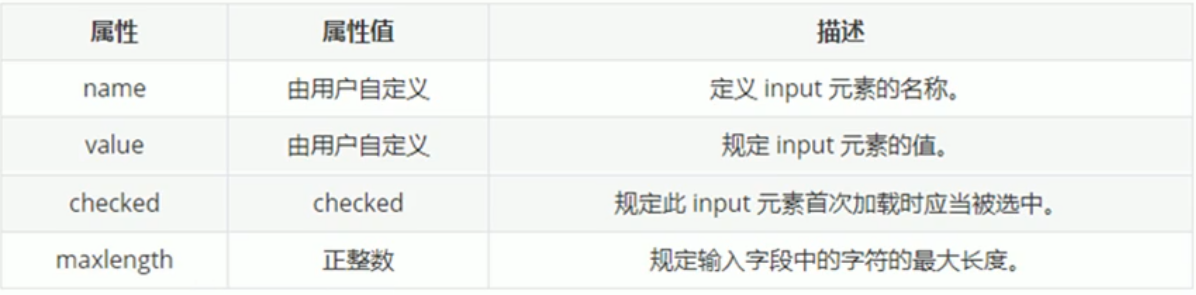 属性 属性值 描述
name 由用户自定义 定义 input 元素的名称。
value 由用户自定义 规定 input 元素的值。
checked checked 规定此 input 元素首次加载时应当被选中。
maxlength 正整数 规定输入字段中的字符的最大长度。